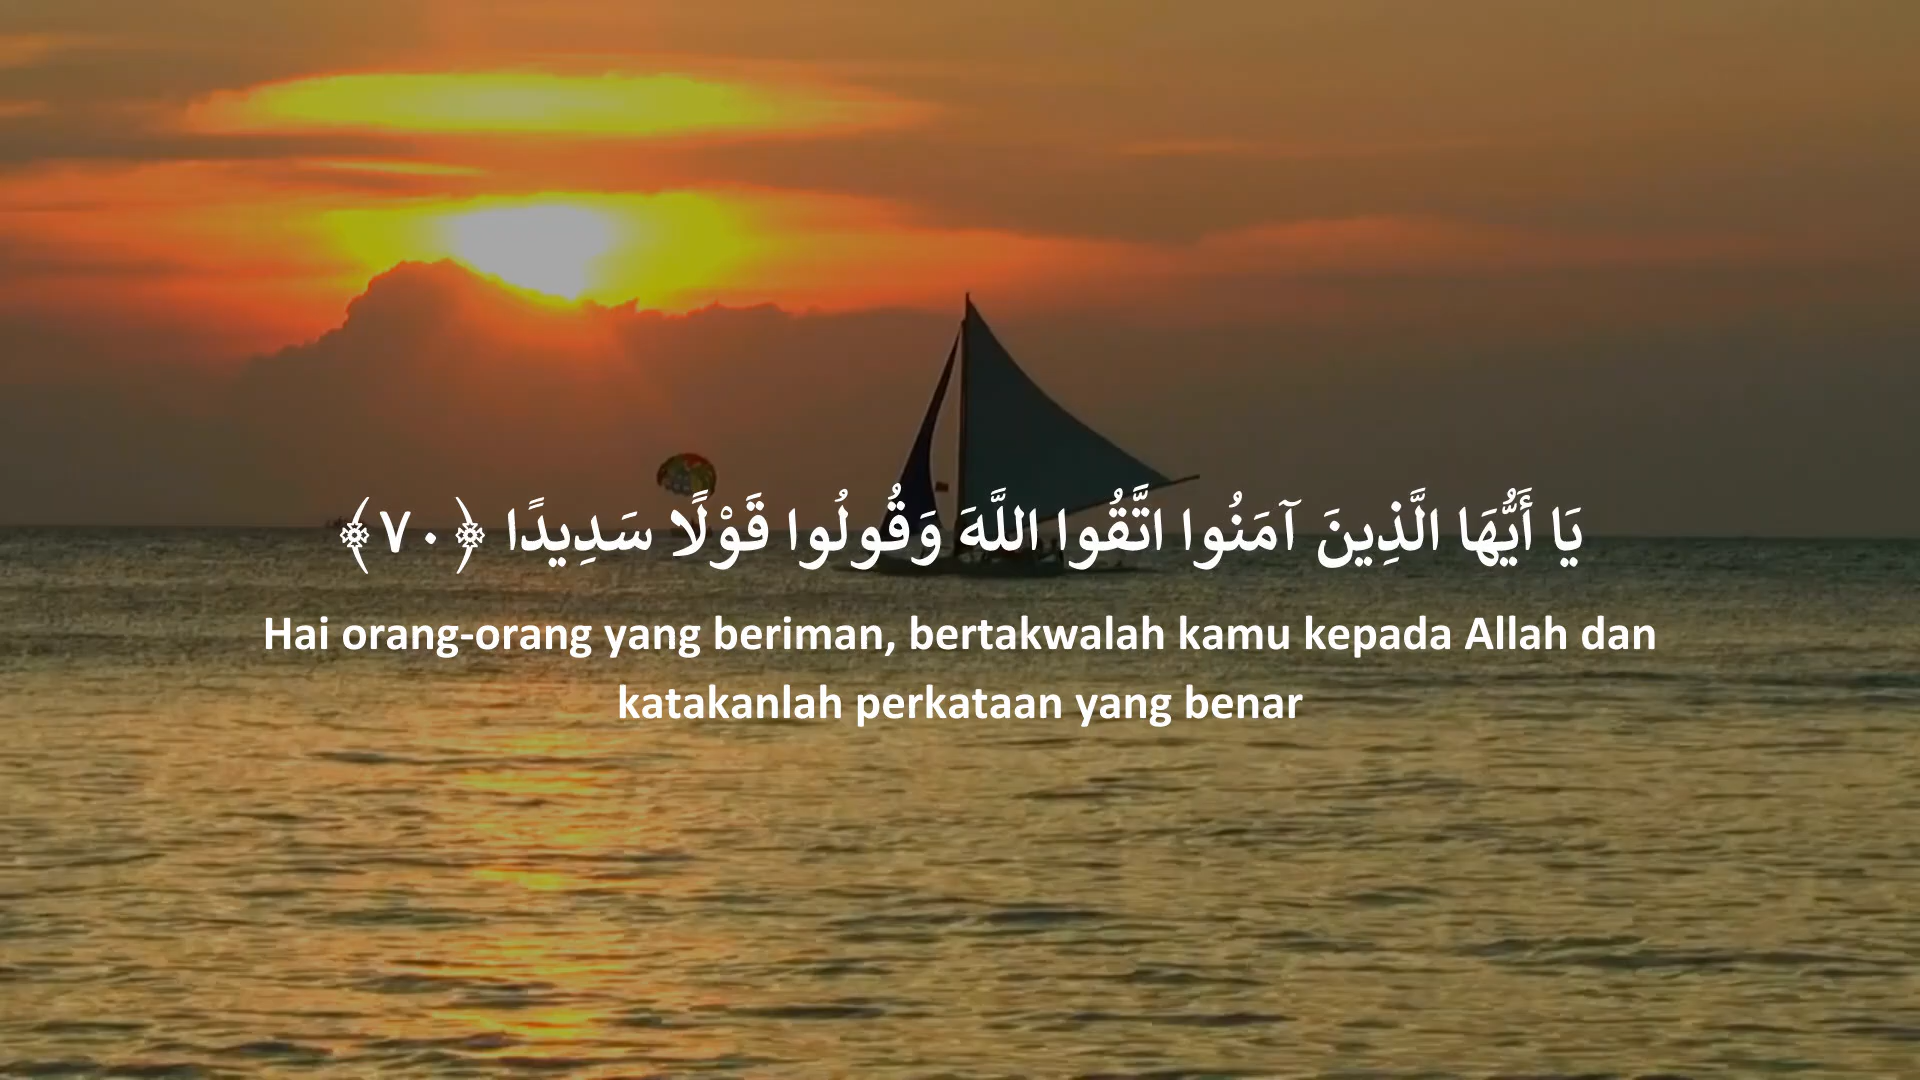 يَا أَيُّهَا الَّذِينَ آمَنُوا اتَّقُوا اللَّهَ وَقُولُوا قَوْلًا سَدِيدًا ﴿٧٠﴾
Hai orang-orang yang beriman, bertakwalah kamu kepada Allah dan
katakanlah perkataan yang benar